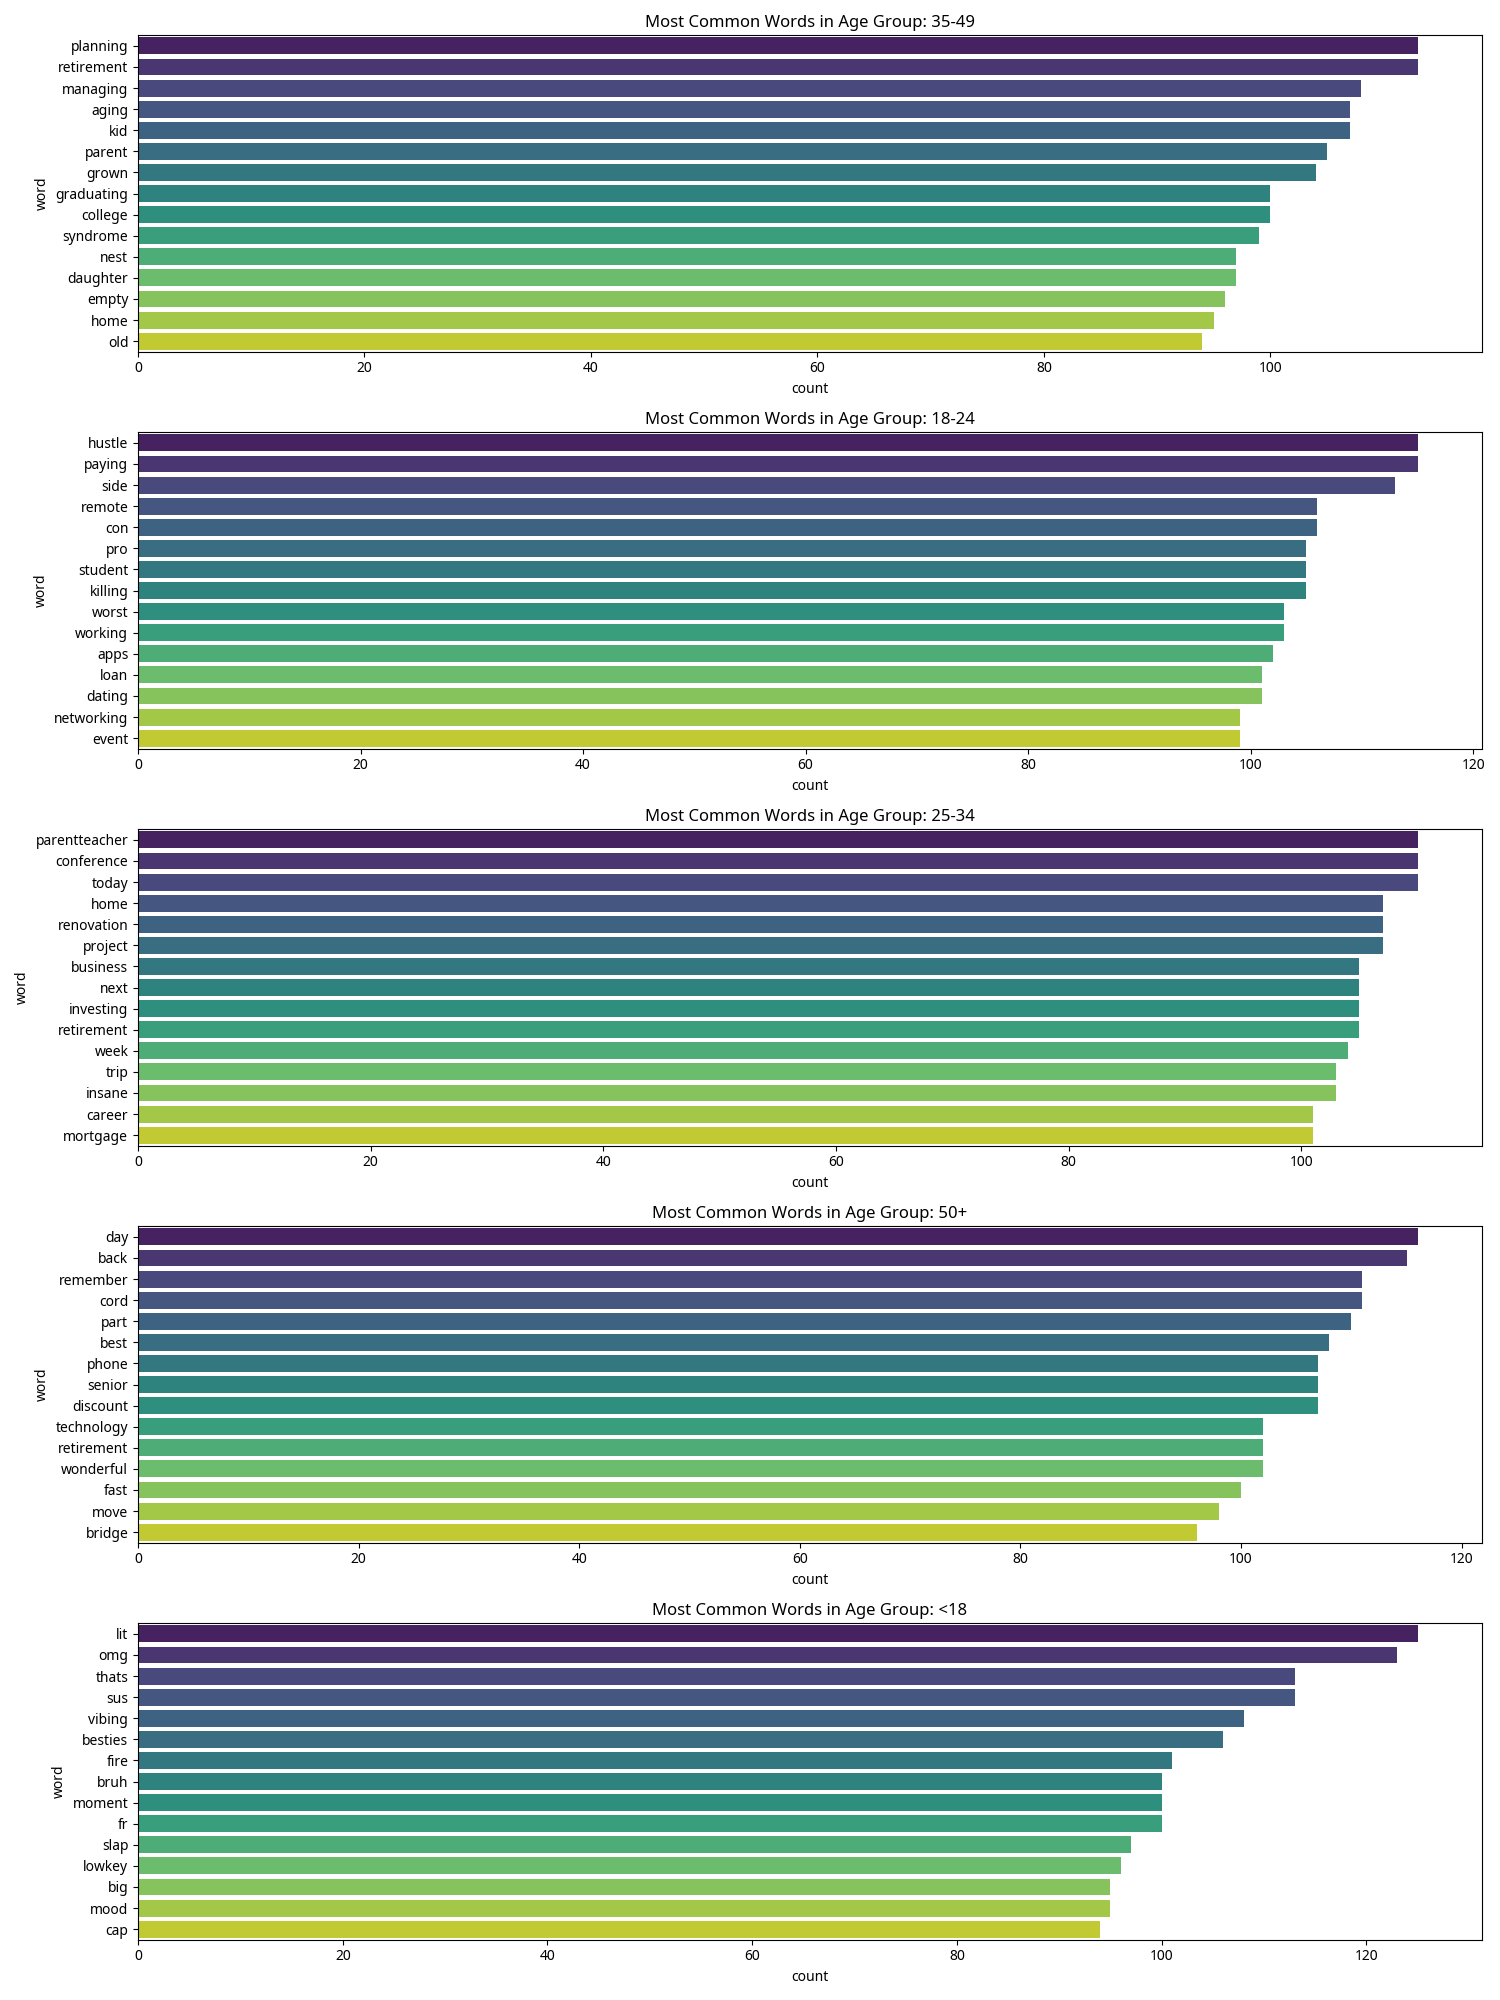 Most Common Words in Age Group: 35-49
word
planning
retirement
managing
aging
kid
parent
grown
graduating
college
syndrome
nest
daughter
empty
home
old
0 20 40 60 80 100
count
Most Common Words in Age Group: 18-24
word
hustle
paying
side
remote
con
pro
student
killing
worst
working
apps
loan
dating
networking
event
0 20 40 60 80 100 120
count
Most Common Words in Age Group: 25-34
word
parentteacher
conference
today
home
renovation
project
business
next
investing
retirement
week
trip
insane
career
mortgage
0 20 40 60 80 100
count
Most Common Words in Age Group: 50+
word
day
back
remember
cord
part
best
phone
senior
discount
technology
retirement
wonderful
fast
move
bridge
0 20 40 60 80 100 120
count
Most Common Words in Age Group: <18
word
lit
omg
thats
sus
vibing
besties
fire
bruh
moment
fr
slap
lowkey
big
mood
cap
0 20 40 60 80 100 120
count